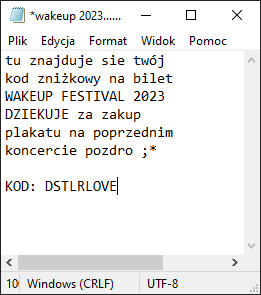 *wakeup 2023......
Plik Edycja Format Widok Pomoc
tu znajduje sie twój
kod zniżkowy na bilet
WAKEUP FESTIVAL 2023
DZIEKUJE za zakup
plakatu na poprzednim
koncercie pozdro ;*

KOD: DSTLRLOVE
10 Windows (CRLF) UTF-8